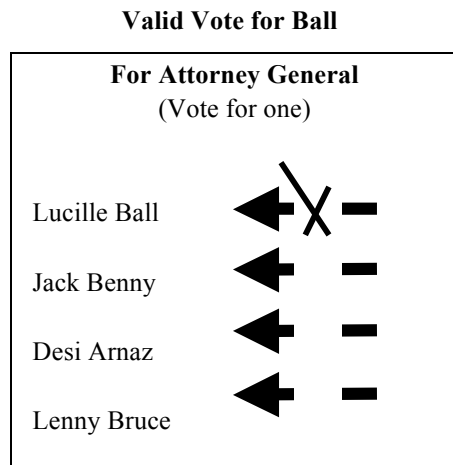 Valid Vote for Ball
For Attorney General
(Vote for one)
Lucille Ball
Jack Benny
Desi Arnaz
Lenny Bruce